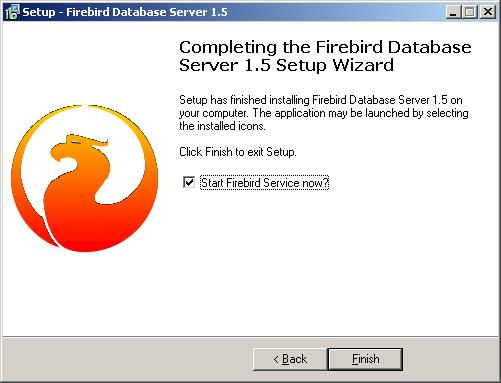 Setup - Firebird Database Server 1.5
Completing the Firebird Database
Server 1.5 Setup Wizard
Setup has finished installing Firebird Database Server 1.5 on
your computer. The application may be launched by selecting
the installed icons.
Click Finish to exit Setup.
Start Firebird Service now?
< Back
Finish